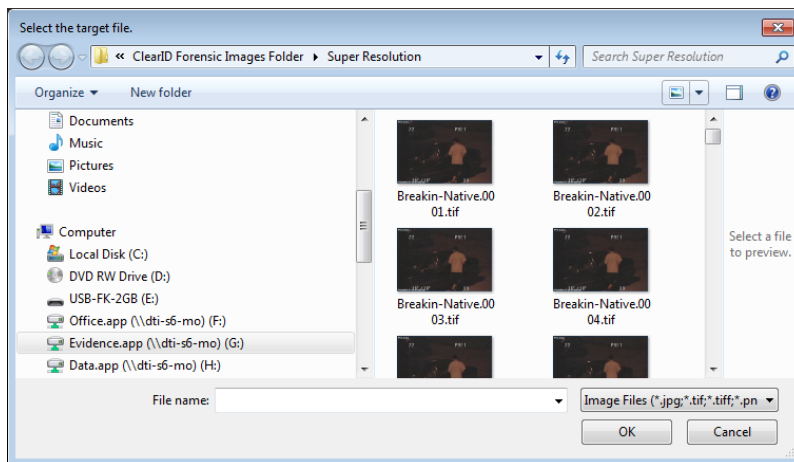 Select the target file.
« ClearID Forensic Images Folder Super Resolution
Search Super Resolution
Organize New folder
Documents
Music
Pictures
Videos
Computer
Local Disk (C:)
DVD RW Drive (D:)
USB-FK-2GB (E:)
Office.app (\\dti-s6-mo) (F:)
Evidence.app (\\dti-s6-mo) (G:)
Data.app (\\dti-s6-mo) (H:)
Breakin-Native.00
01.tif
Breakin-Native.00
02.tif
Breakin-Native.00
03.tif
Breakin-Native.00
04.tif
Select a file
to preview.
File name:
Image Files (*.jpg;*.tif;*.tiff;*.pn
OK Cancel